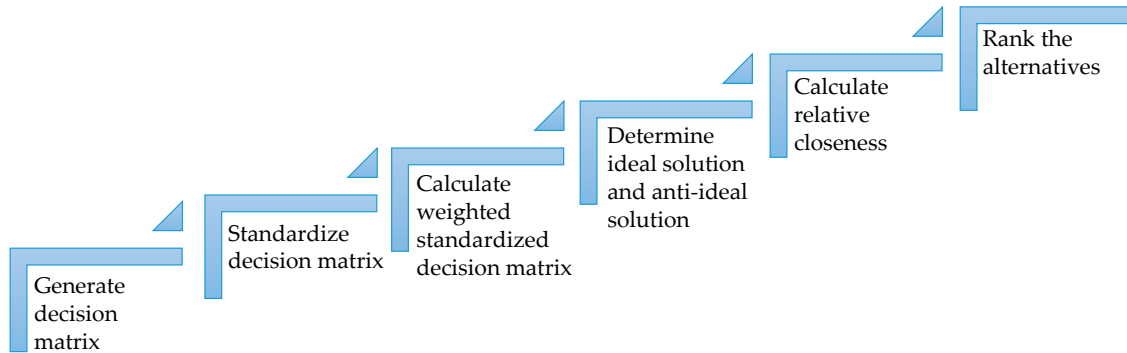 Generate
decision
matrix
Standardize
decision matrix
Calculate
weighted
standardized
decision matrix
Determine
ideal solution
and anti-ideal
solution
Calculate
relative
closeness
Rank the
alternatives